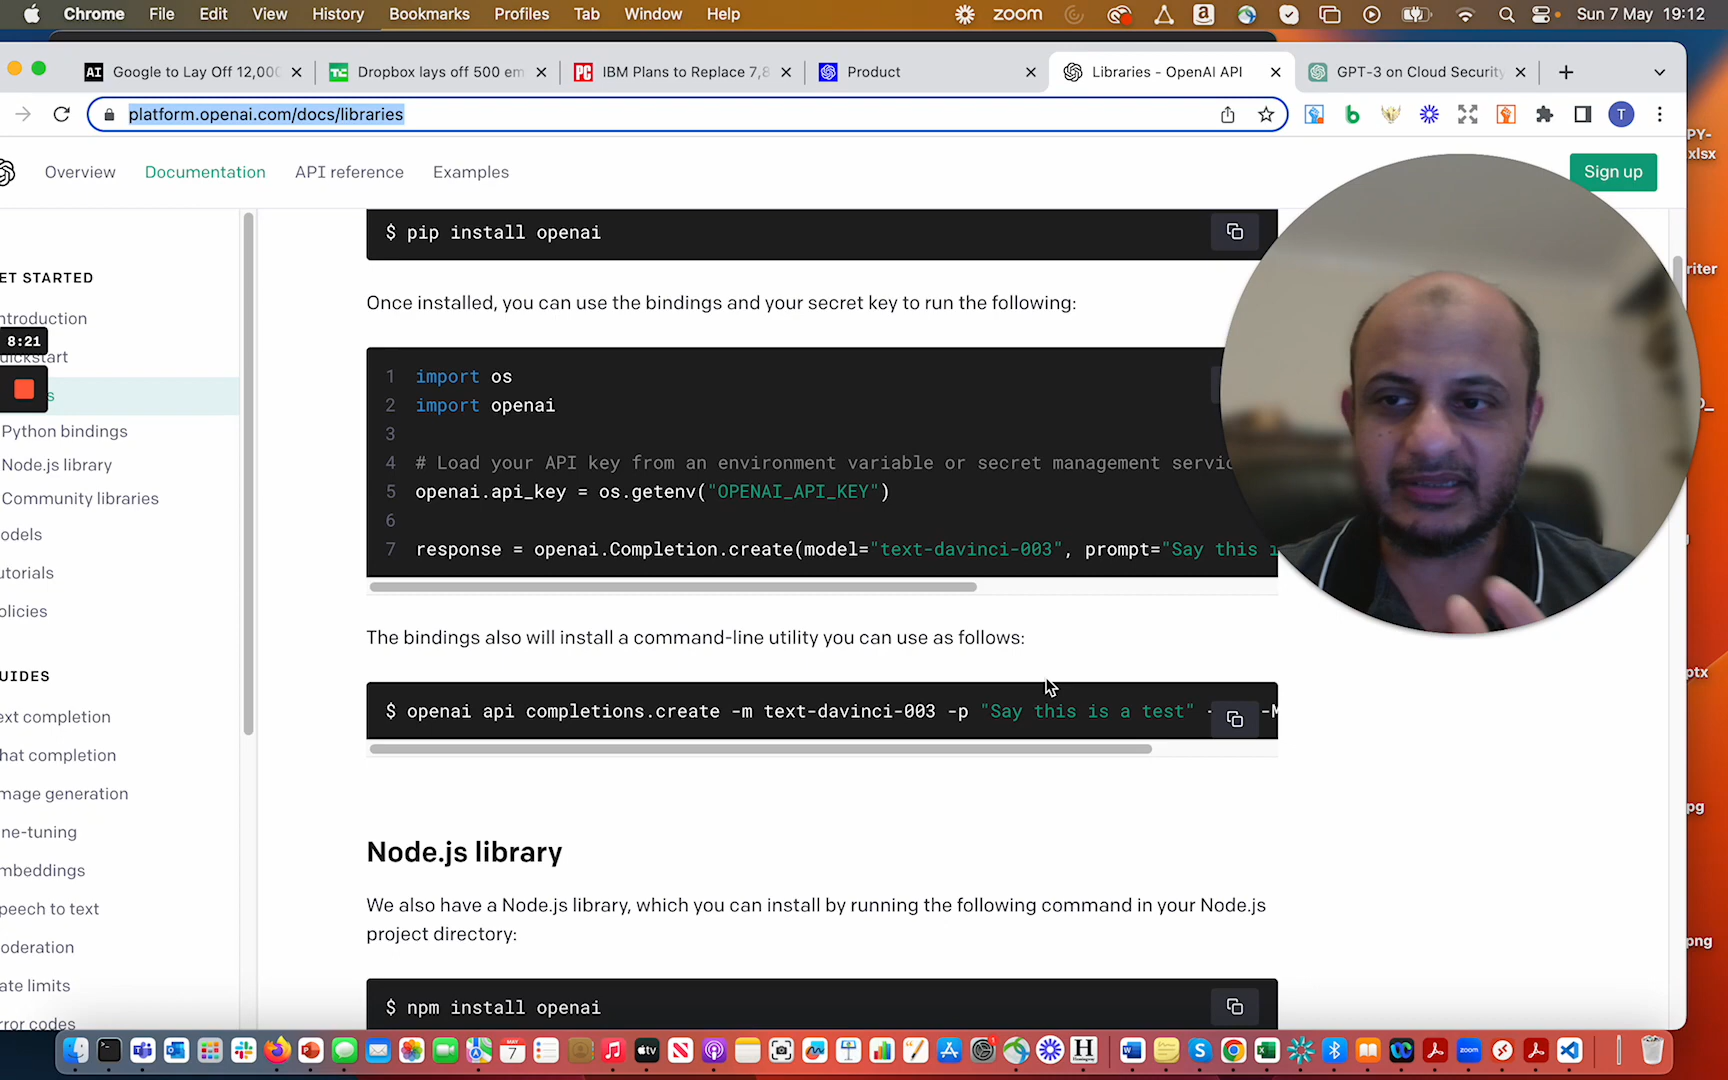 Chrome File Edit View History Bookmarks Profiles Tab Window Help zoom Sun 7 May 19:12
Google to Lay Off 12,000 Dropbox lays off 500 em IBM Plans to Replace 7,8 Product Libraries - OpenAI API GPT-3 on Cloud Security
platform.openai.com/docs/libraries
Overview Documentation API reference Examples Sign up
ET STARTED
ntroduction
8:21
uickstart
s
Python bindings
Node.js library
Community libraries
odels
utorials
olicies
UIDES
ext completion
hat completion
mage generation
ne-tuning
mbeddings
peech to text
oderation
ate limits
rror codes
$ pip install openai
Once installed, you can use the bindings and your secret key to run the following:
1 import os
2 import openai
3
4 # Load your API key from an environment variable or secret management servic
5 openai.api_key = os.getenv("OPENAI_API_KEY")
6
7 response = openai.Completion.create(model="text-davinci-003", prompt="Say this i
The bindings also will install a command-line utility you can use as follows:
$ openai api completions.create -m text-davinci-003 -p "Say this is a test" - -M
Node.js library
We also have a Node.js library, which you can install by running the following command in your Node.js
project directory:
$ npm install openai
PY-
xlsx
riter
ptx
pg
png